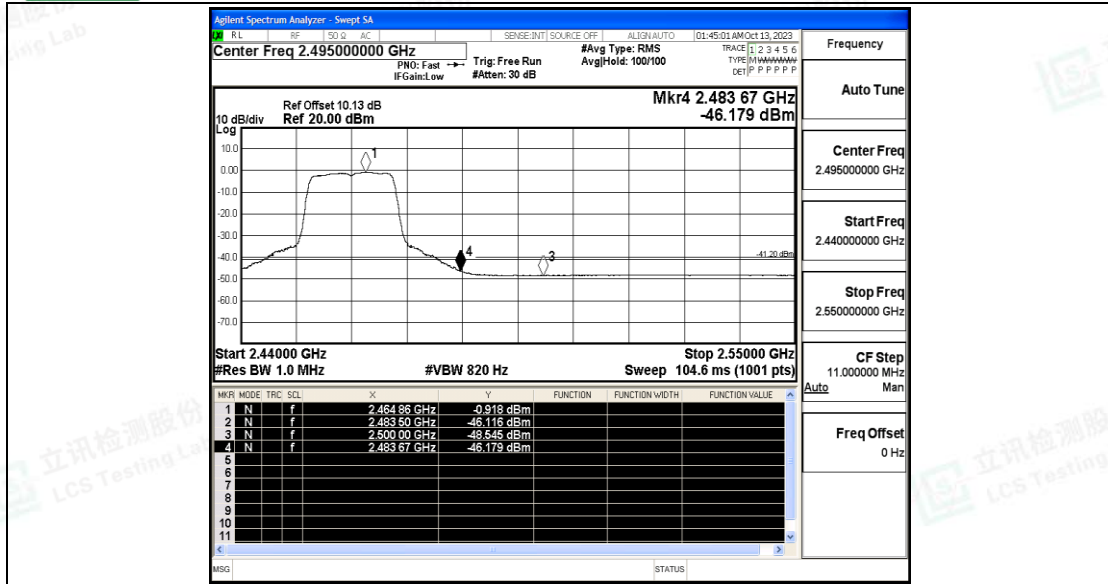 Agilent Spectrum Analyzer - Swept SA
RL RF 50 Ω AC SENSE:INT SOURCE OFF ALIGN AUTO 01:45:01 AM Oct 13, 2023
Center Freq 2.495000000 GHz
#Avg Type: RMS
TRACE 1 2 3 4 5 6
PNO: Fast Trig: Free Run Avg|Hold: 100/100
TYPE M WWWWW
IFGain:Low #Atten: 30 dB
DET P P P P P P
Mkr4 2.483 67 GHz
-46.179 dBm
Ref Offset 10.13 dB
10 dB/div Ref 20.00 dBm
Log
10.0
0.00
-10.0
-20.0
-30.0
-40.0
-50.0
-60.0
-70.0
1
4
3
-41.20 dBm
Start 2.44000 GHz Stop 2.55000 GHz
#Res BW 1.0 MHz #VBW 820 Hz Sweep 104.6 ms (1001 pts)
MKR MODE TRC SCL X Y FUNCTION FUNCTION WIDTH FUNCTION VALUE
1 N f 2.464 86 GHz -0.918 dBm
2 N f 2.483 50 GHz -46.116 dBm
3 N f 2.500 00 GHz -48.545 dBm
4 N f 2.483 67 GHz -46.179 dBm
5
6
7
8
9
10
11
MSG STATUS
Frequency
Auto Tune
Center Freq
2.495000000 GHz
Start Freq
2.440000000 GHz
Stop Freq
2.550000000 GHz
CF Step
11.000000 MHz
Auto Man
Freq Offset
0 Hz
立讯检测股份
LCS Testing Lab
立讯检测股
LCS Testing